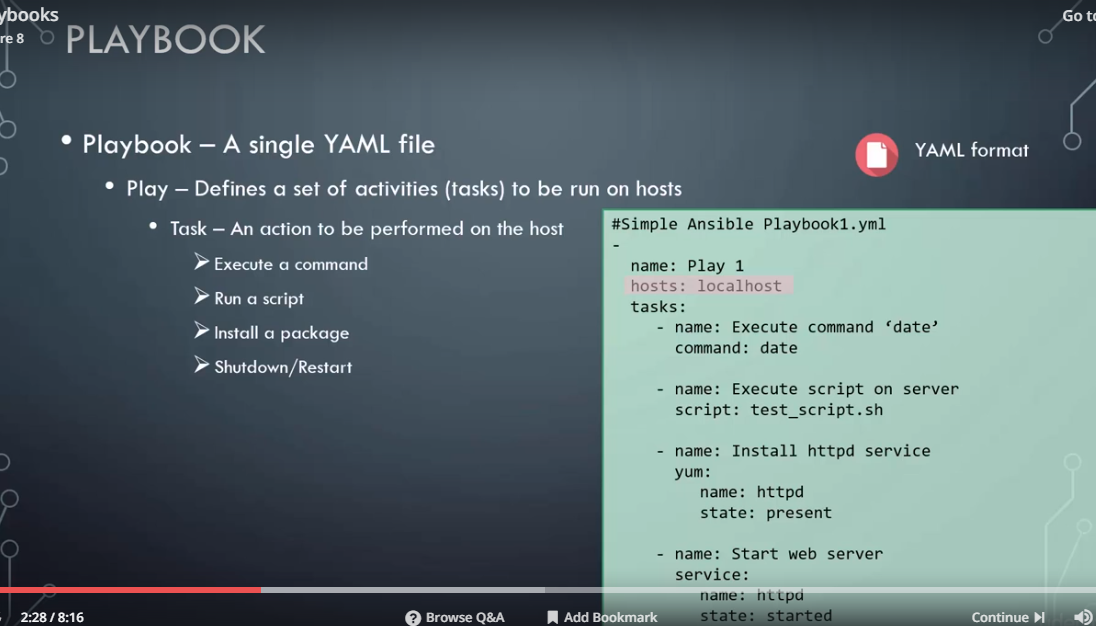 ybooks
re 8
Go to
PLAYBOOK
• Playbook – A single YAML file
• Play – Defines a set of activities (tasks) to be run on hosts
• Task – An action to be performed on the host
➢ Execute a command
➢ Run a script
➢ Install a package
➢ Shutdown/Restart
YAML format
#Simple Ansible Playbook1.yml
-
name: Play 1
hosts: localhost
tasks:
- name: Execute command ‘date’
command: date
- name: Execute script on server
script: test_script.sh
- name: Install httpd service
yum:
name: httpd
state: present
- name: Start web server
service:
name: httpd
state: started
2:28 / 8:16
? Browse Q&A
Add Bookmark
Continue